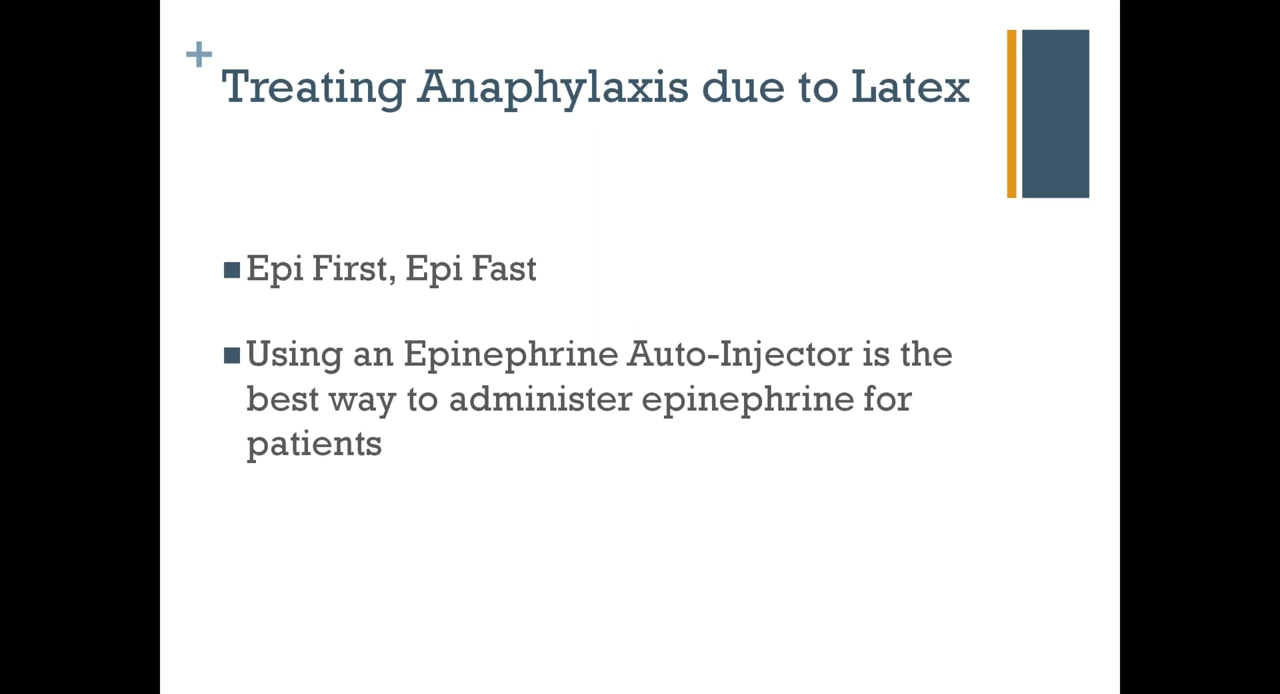 +
Treating Anaphylaxis due to Latex
■ Epi First, Epi Fast
■ Using an Epinephrine Auto-Injector is the
best way to administer epinephrine for
patients